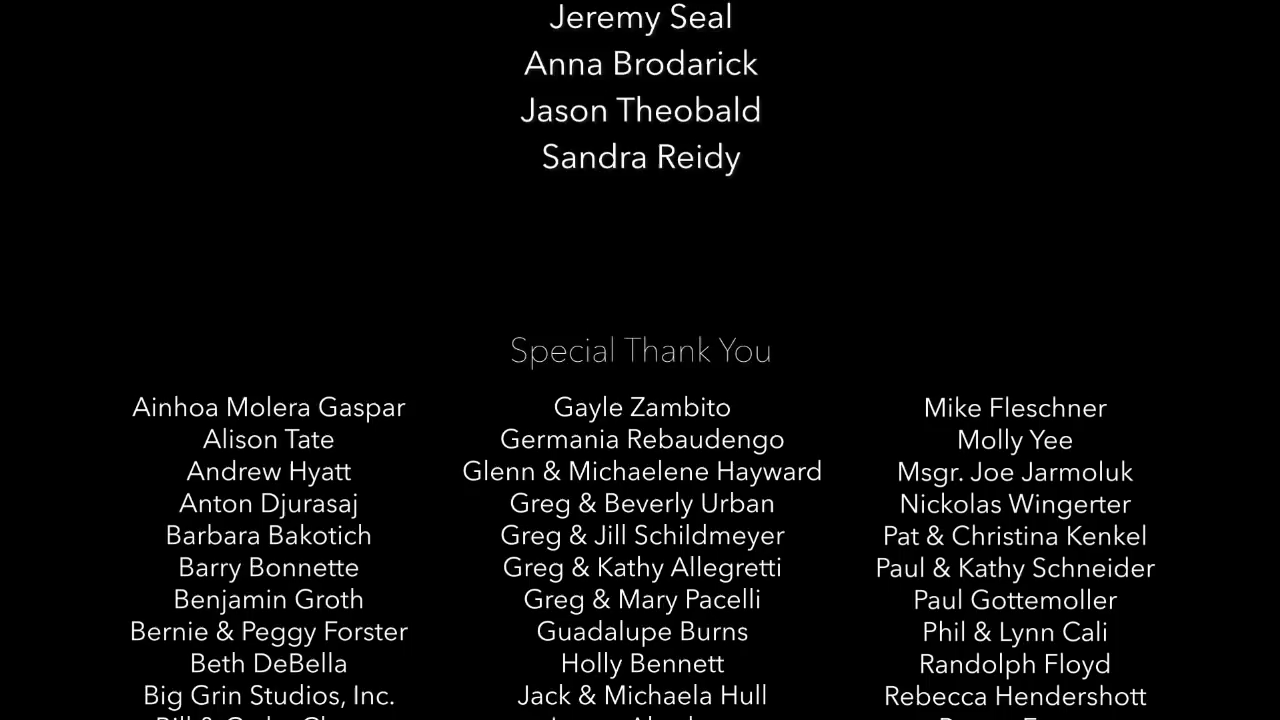 Jeremy Seal
Anna Brodarick
Jason Theobald
Sandra Reidy
Special Thank You
Ainhoa Molera Gaspar
Alison Tate
Andrew Hyatt
Anton Djurasaj
Barbara Bakotich
Barry Bonnette
Benjamin Groth
Bernie & Peggy Forster
Beth DeBella
Big Grin Studios, Inc.
Gayle Zambito
Germania Rebaudengo
Glenn & Michaelene Hayward
Greg & Beverly Urban
Greg & Jill Schildmeyer
Greg & Kathy Allegretti
Greg & Mary Pacelli
Guadalupe Burns
Holly Bennett
Jack & Michaela Hull
Mike Fleschner
Molly Yee
Msgr. Joe Jarmoluk
Nickolas Wingerter
Pat & Christina Kenkel
Paul & Kathy Schneider
Paul Gottemoller
Phil & Lynn Cali
Randolph Floyd
Rebecca Hendershott